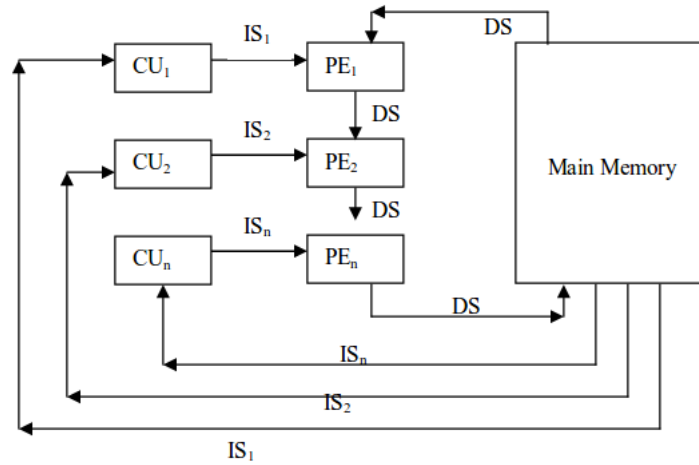 DS
IS₁
CU₁
PE₁
DS
IS₂
CU₂
PE₂
Main Memory
DS
ISₙ
CUₙ
PEₙ
DS
ISₙ
IS₂
IS₁